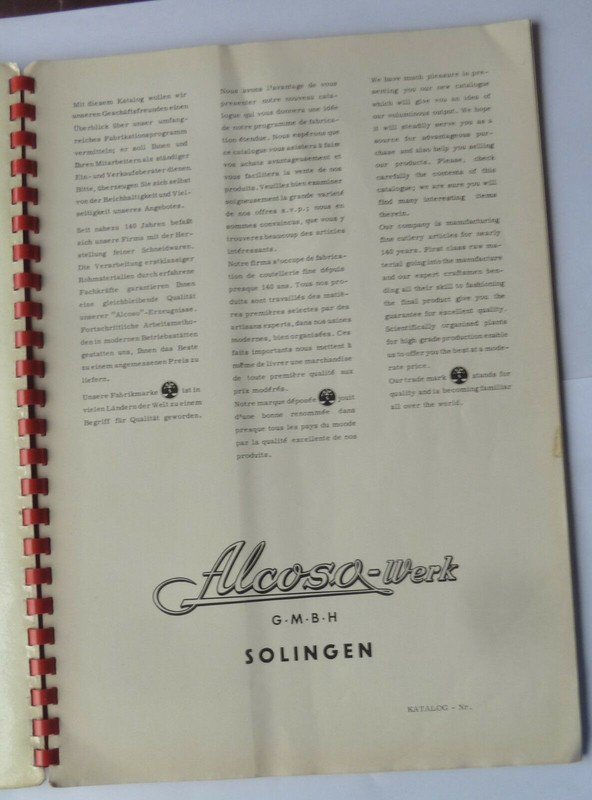 Mit diesem Katalog wollen wir
unseren Geschäftsfreunden einen
Überblick über unser umfang-
reiches Fabrikationsprogramm
vermitteln; er soll Ihnen und
Ihren Mitarbeitern als ständiger
Ein- und Verkaufsberater dienen.
Bitte, überzeugen Sie sich selbst
von der Reichhaltigkeit und Viel-
seitigkeit unseres Angebotes.
Seit nahezu 140 Jahren befaßt
sich unsere Firma mit der Her-
stellung feiner Schneidwaren.
Die Verarbeitung erstklassiger
Rohmaterialien durch erfahrene
Fachkräfte garantieren Ihnen
eine gleichbleibende Qualität
unserer "Alcoso"-Erzeugnisse.
Fortschrittliche Arbeitsmetho-
den in modernen Betriebsstätten
gestatten uns, Ihnen das Beste
zu einem angemessenen Preis zu
liefern.
Unsere Fabrikmarke ist in
vielen Ländern der Welt zu einem
Begriff für Qualität geworden.
Nous avons l'avantage de vous
présenter notre nouveau cata-
logue qui vous donnera une idée
de notre programme de fabrica-
tion étendue. Nous espérons que
ce catalogue vous assistera à faire
vos achats avantageusement et
vous facilitera la vente de nos
produits. Veuillez bien examiner
soigneusement la grande variété
de nos offres s.v.p.; nous en
sommes convaincus, que vous y
trouverez beaucoup des articles
intéressants.
Notre firma s'occupe de fabrica-
tion de coutellerie fine dépuis
presque 140 ans. Tous nos pro-
duits sont travaillés des matiè-
res premières selectées par des
artisans experts, dans nos usines
modernes, bien organisées. Ces
faits importants nous mettent à
même de livrer une marchandise
de toute première qualité aux
prix modérés.
Notre marque déposée jouit
d'une bonne renommée dans
presque tous les pays du monde
par la qualité excellente de nos
produits.
We have much pleasure in pre-
senting you our new catalogue
which will give you an idea of
our voluminous output. We hope
it will steadily serve you as a
source for advantageous pur-
chase and also help you selling
our products. Please, check
carefully the contents of this
catalogue; we are sure you will
find many interesting items
therein.
Our company is manufacturing
fine cutlery articles for nearly
140 years. First class raw ma-
terial going into the manufacture
and our expert craftsmen ben-
ding all their skill to fashioning
the final product give you the
guarantee for excellent quality.
Scientifically organised plants
for high grade production enable
us to offer you the best at a mode-
rate price.
Our trade mark stands for
quality and is becoming familiar
all over the world.
Alcoso-Werk
G·M·B·H
SOLINGEN
KATALOG - Nr.